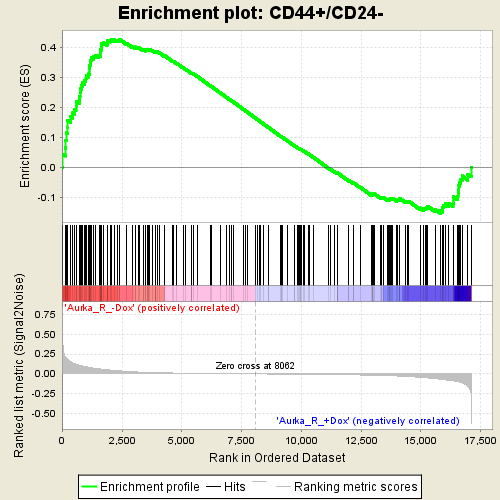 Enrichment plot: CD44+/CD24-
Enrichment score (ES)
0.4
0.3
0.2
0.1
0.0
-0.1
'Aurka_R_-Dox' (positively correlated)
Ranked list metric (Signal2Noise)
0.75
0.50
0.25
0.00
-0.25
-0.50
Zero cross at 8062
'Aurka_R_+Dox' (negatively correlated)
0
2,500
5,000
7,500
10,000
12,500
15,000
17,500
Rank in Ordered Dataset
Enrichment profile
Hits
Ranking metric scores